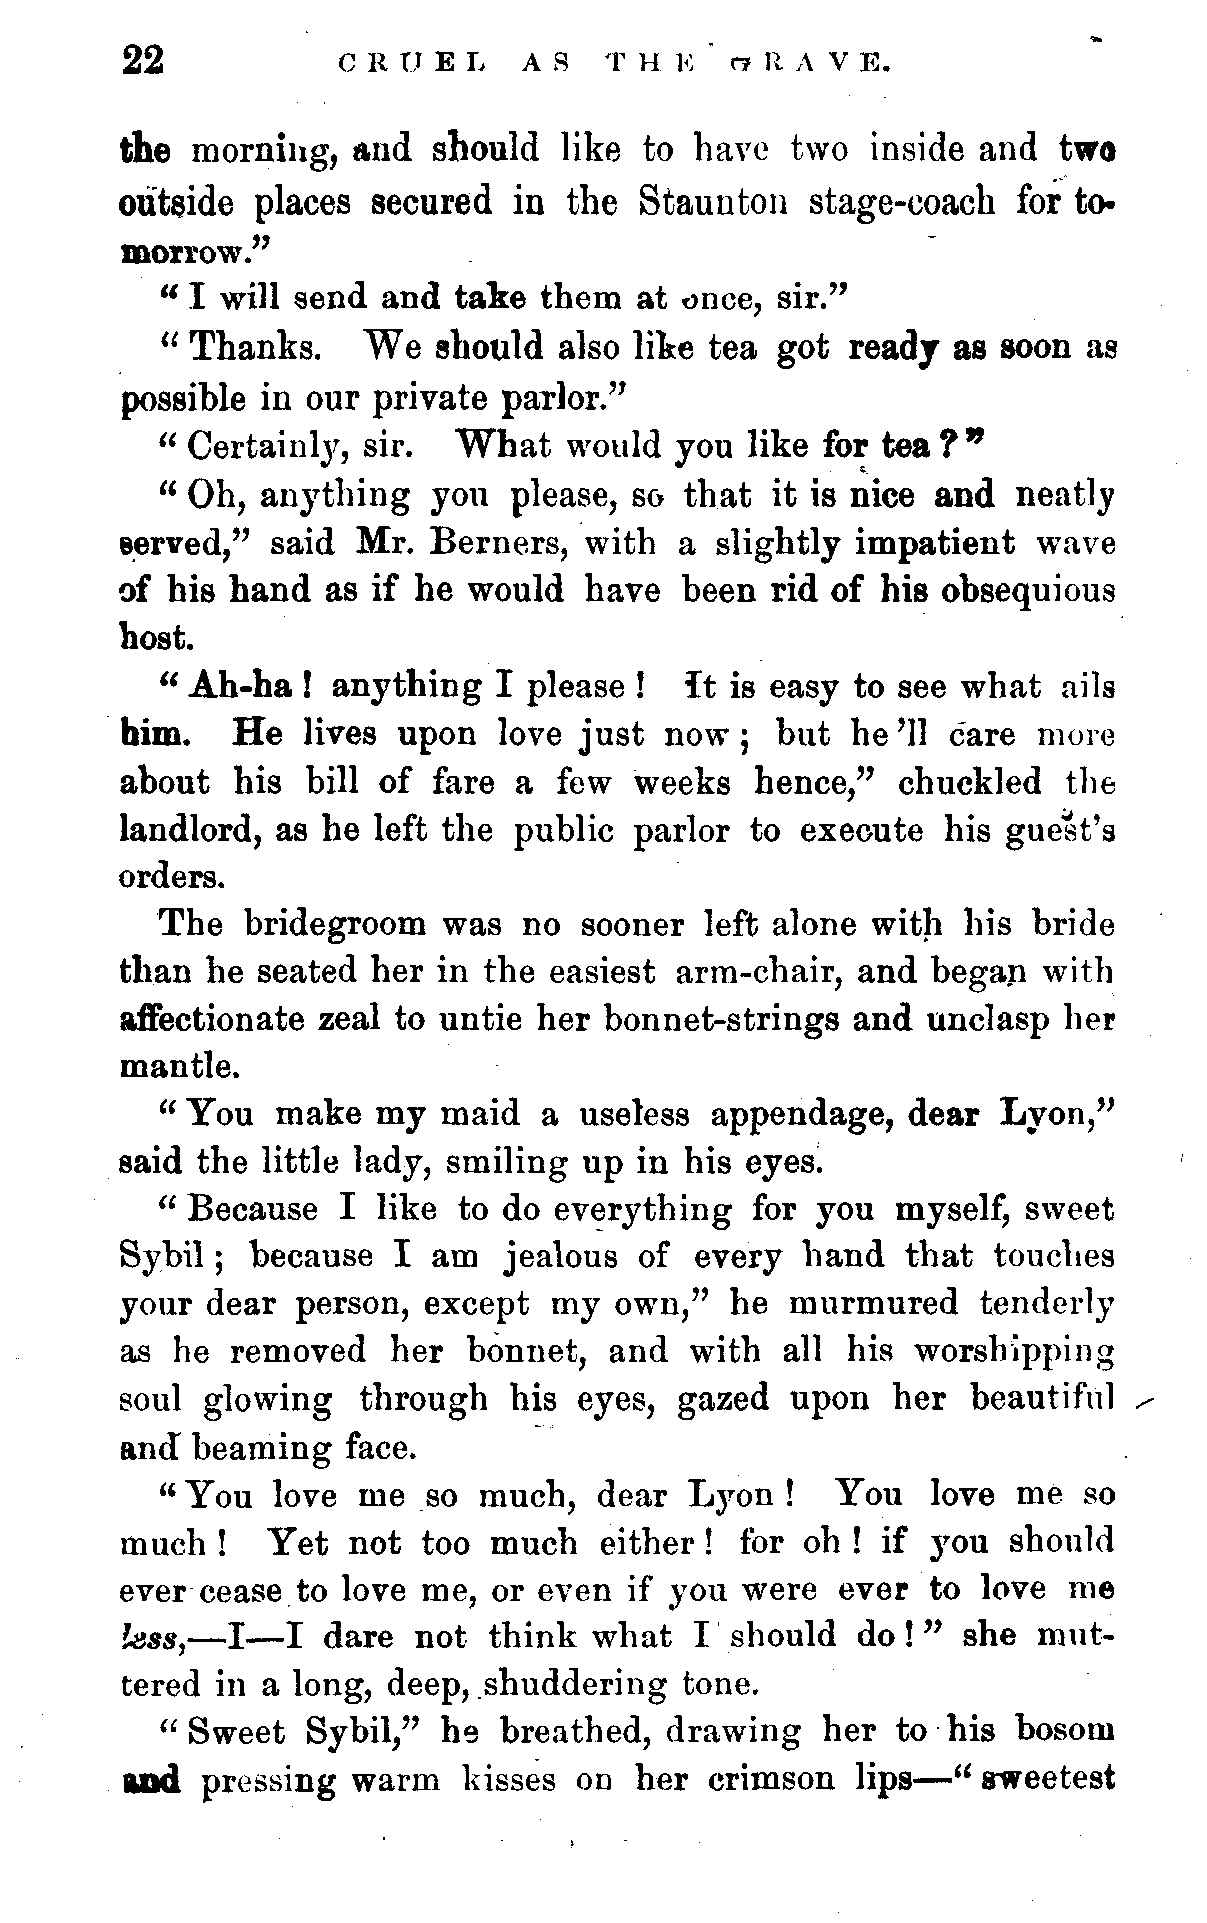 22 CRUEL AS THE GRAVE.
the morning, and should like to have two inside and two
outside places secured in the Staunton stage-coach for to-
morrow."
"I will send and take them at once, sir."
"Thanks. We should also like tea got ready as soon as
possible in our private parlor."
"Certainly, sir. What would you like for tea?"
"Oh, anything you please, so that it is nice and neatly
served," said Mr. Berners, with a slightly impatient wave
of his hand as if he would have been rid of his obsequious
host.
"Ah-ha! anything I please! It is easy to see what ails
him. He lives upon love just now; but he'll care more
about his bill of fare a few weeks hence," chuckled the
landlord, as he left the public parlor to execute his guest's
orders.
The bridegroom was no sooner left alone with his bride
than he seated her in the easiest arm-chair, and began with
affectionate zeal to untie her bonnet-strings and unclasp her
mantle.
"You make my maid a useless appendage, dear Lyon,"
said the little lady, smiling up in his eyes.
"Because I like to do everything for you myself, sweet
Sybil; because I am jealous of every hand that touches
your dear person, except my own," he murmured tenderly
as he removed her bonnet, and with all his worshipping
soul glowing through his eyes, gazed upon her beautiful
and beaming face.
"You love me so much, dear Lyon! You love me so
much! Yet not too much either! for oh! if you should
ever cease to love me, or even if you were ever to love me
less,—I—I dare not think what I should do!" she mut-
tered in a long, deep, shuddering tone.
"Sweet Sybil," he breathed, drawing her to his bosom
and pressing warm kisses on her crimson lips—"sweetest